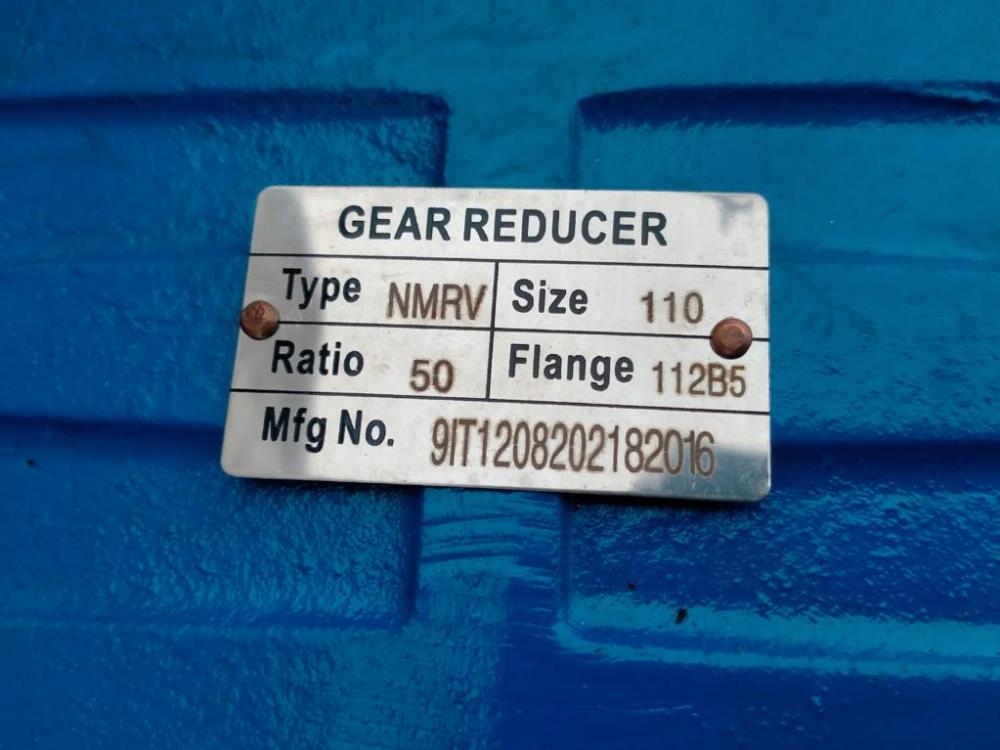 GEAR REDUCER
Type NMRV Size 110
Ratio 50 Flange 112B5
Mfg No. 9IT1208202182016